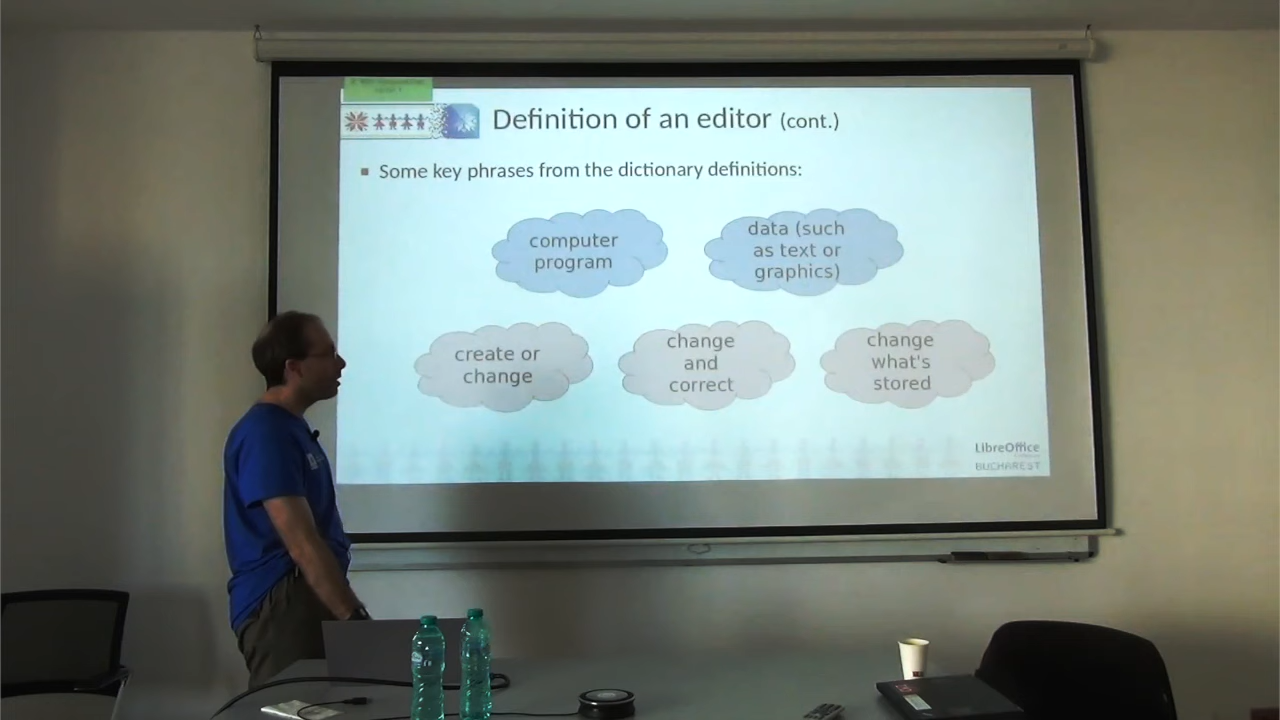 Definition of an editor (cont.)
Some key phrases from the dictionary definitions:
computer
program
data (such
as text or
graphics)
create or
change
change
and
correct
change
what's
stored
LibreOffice
BUCHAREST